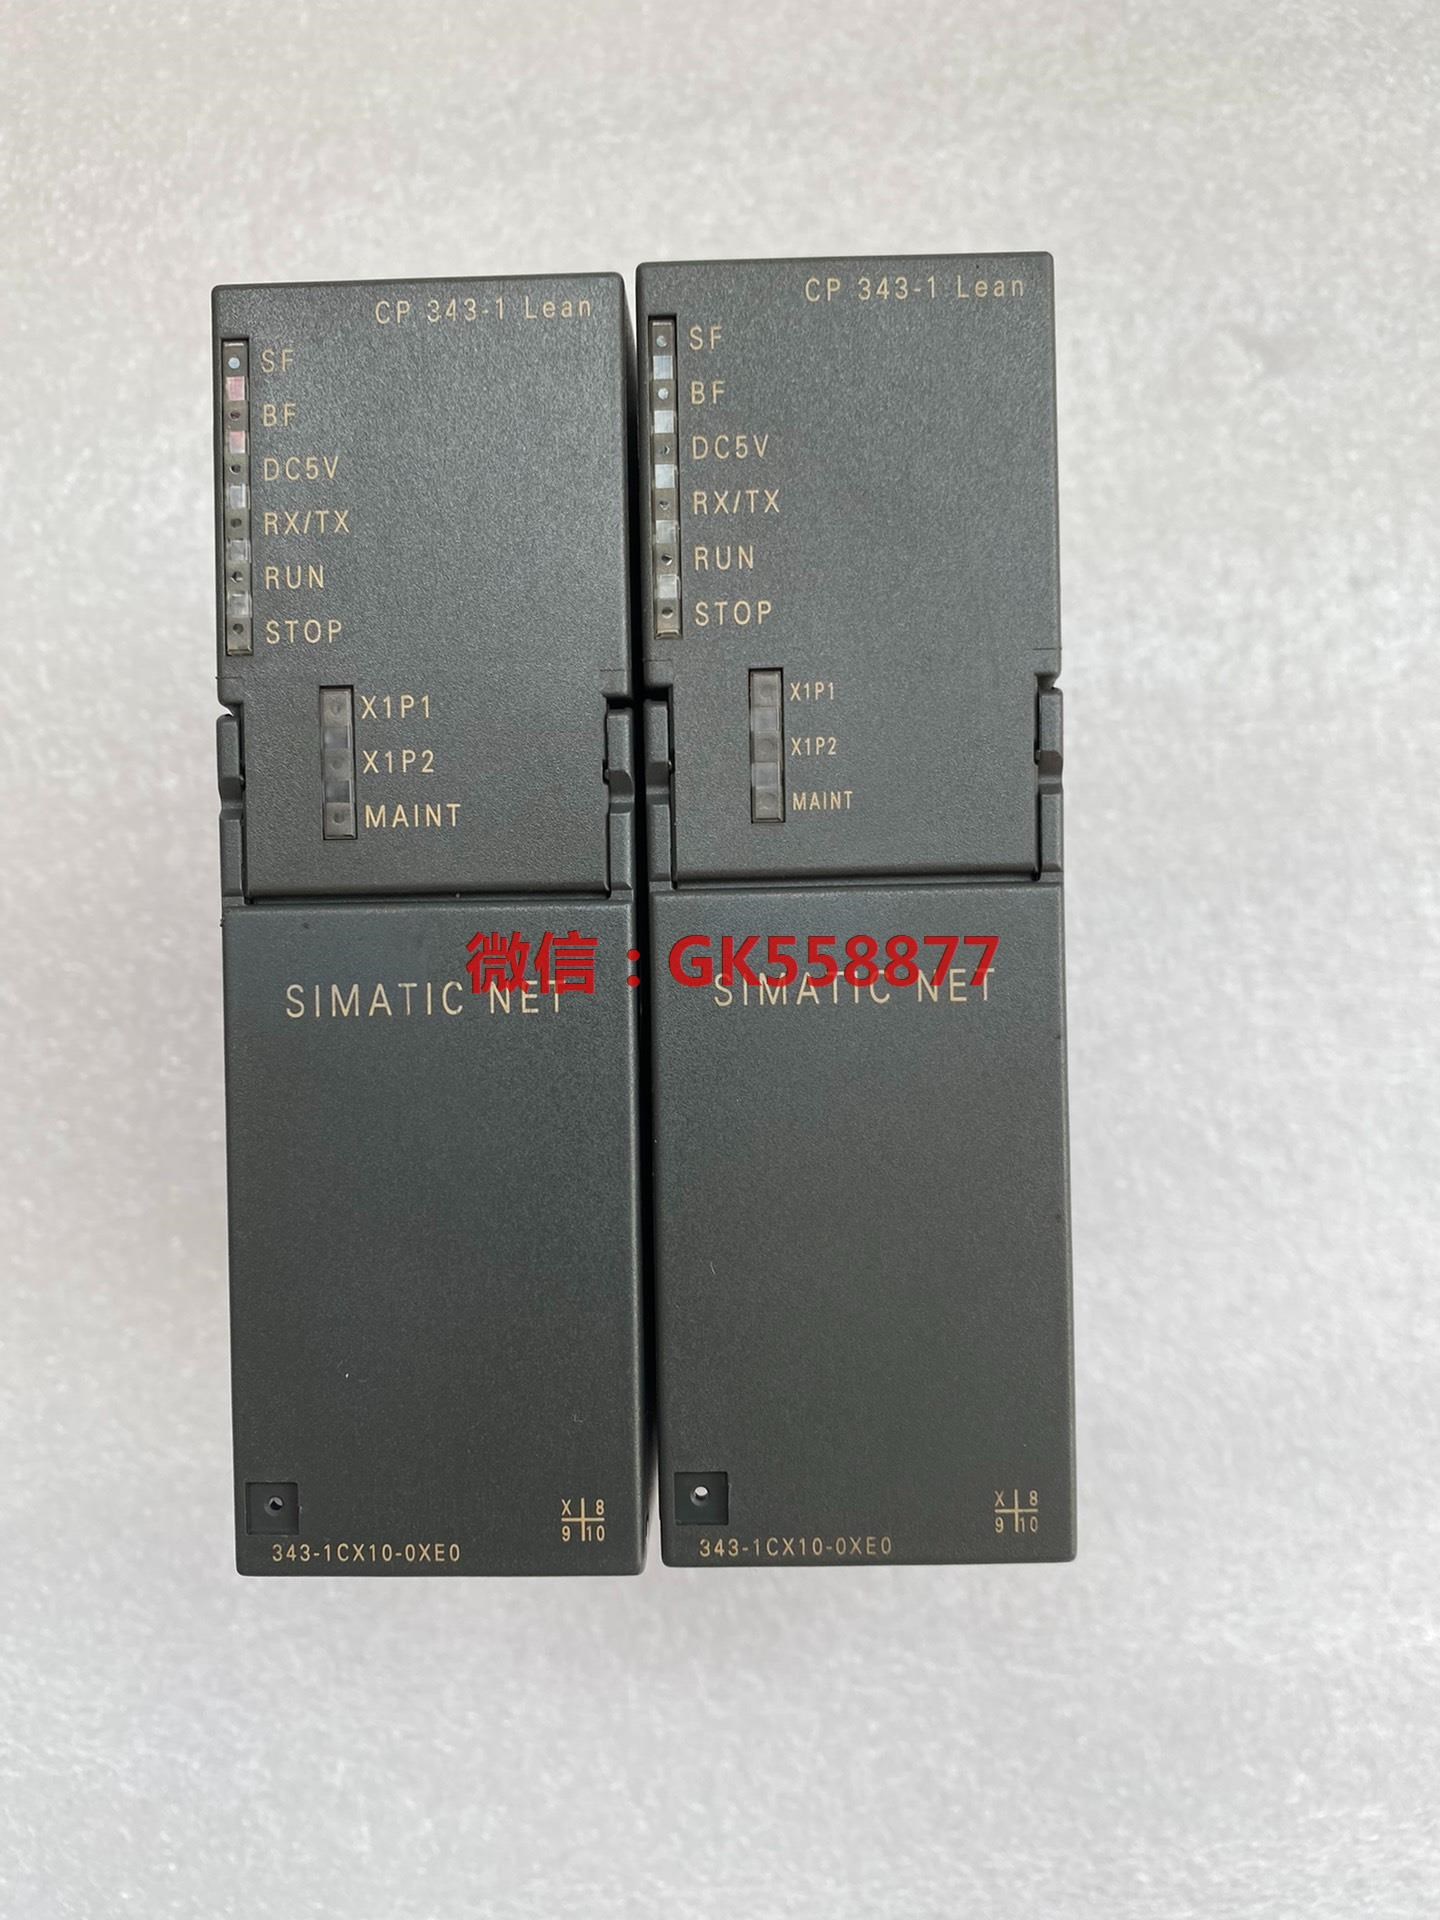 CP 343-1 Lean
SF
BF
DC5V
RX/TX
RUN
STOP
X1P1
X1P2
MAINT
SIMATIC NET
X 8
9 10
343-1CX10-0XE0
CP 343-1 Lean
SF
BF
DC5V
RX/TX
RUN
STOP
X1P1
X1P2
MAINT
SIMATIC NET
X 8
9 10
343-1CX10-0XE0
微信：GK558877